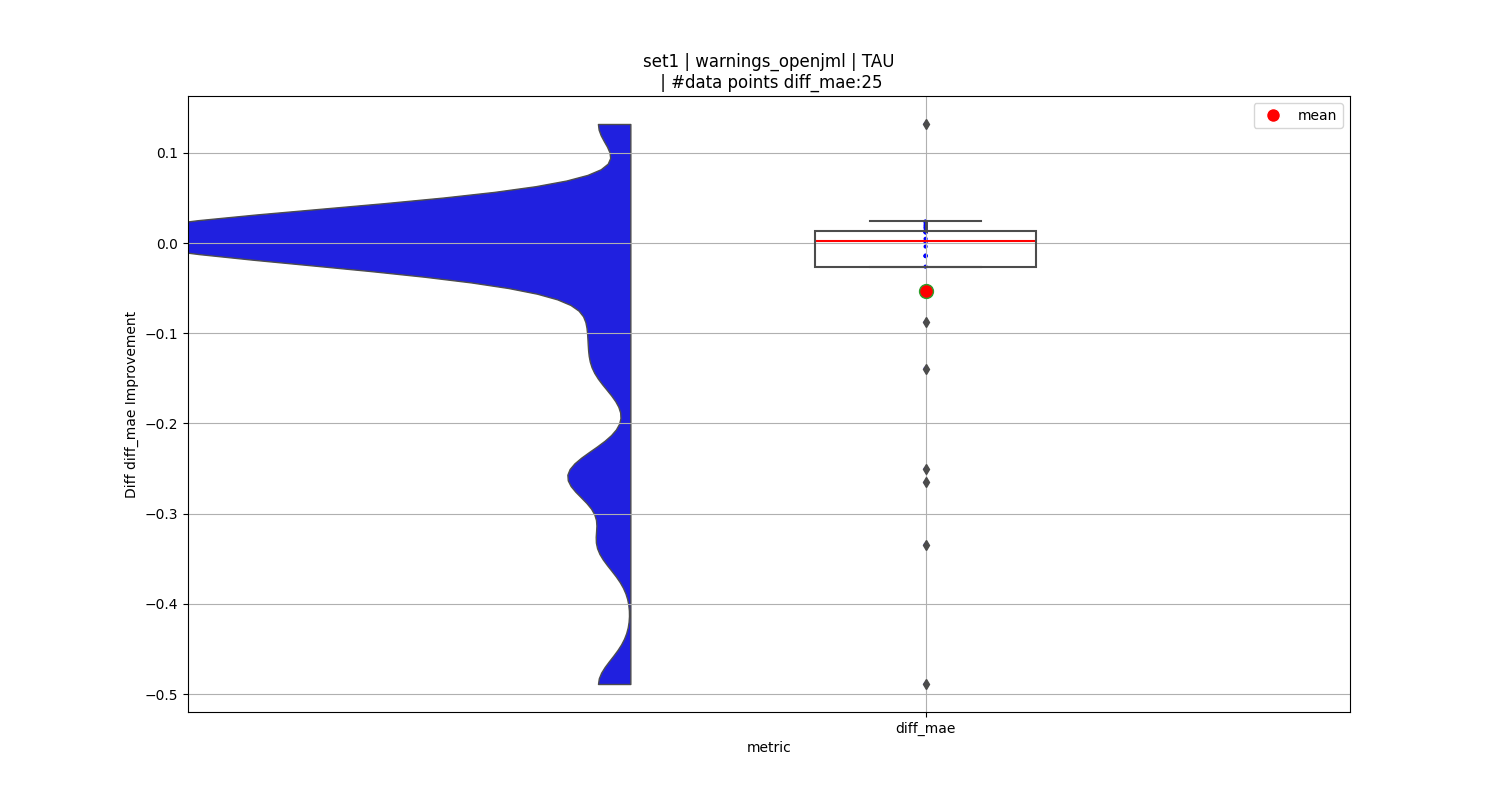 set1 | warnings_openjml | TAU
| #data points diff_mae:25
mean
0.1
0.0
−0.1
−0.2
−0.3
−0.4
−0.5
Diff diff_mae Improvement
diff_mae
metric